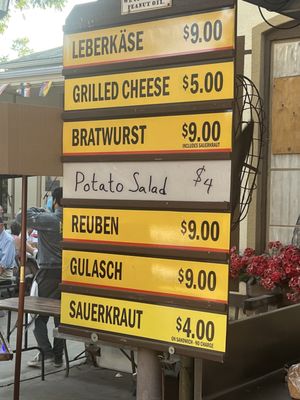 PEANUT OIL.
LEBERKÄSE $9.00
GRILLED CHEESE $5.00
BRATWURST $9.00
INCLUDES SAUERKRAUT
Potato Salad $4
REUBEN $9.00
GULASCH $9.00
SAUERKRAUT $4.00
ON SANDWICH - NO CHARGE